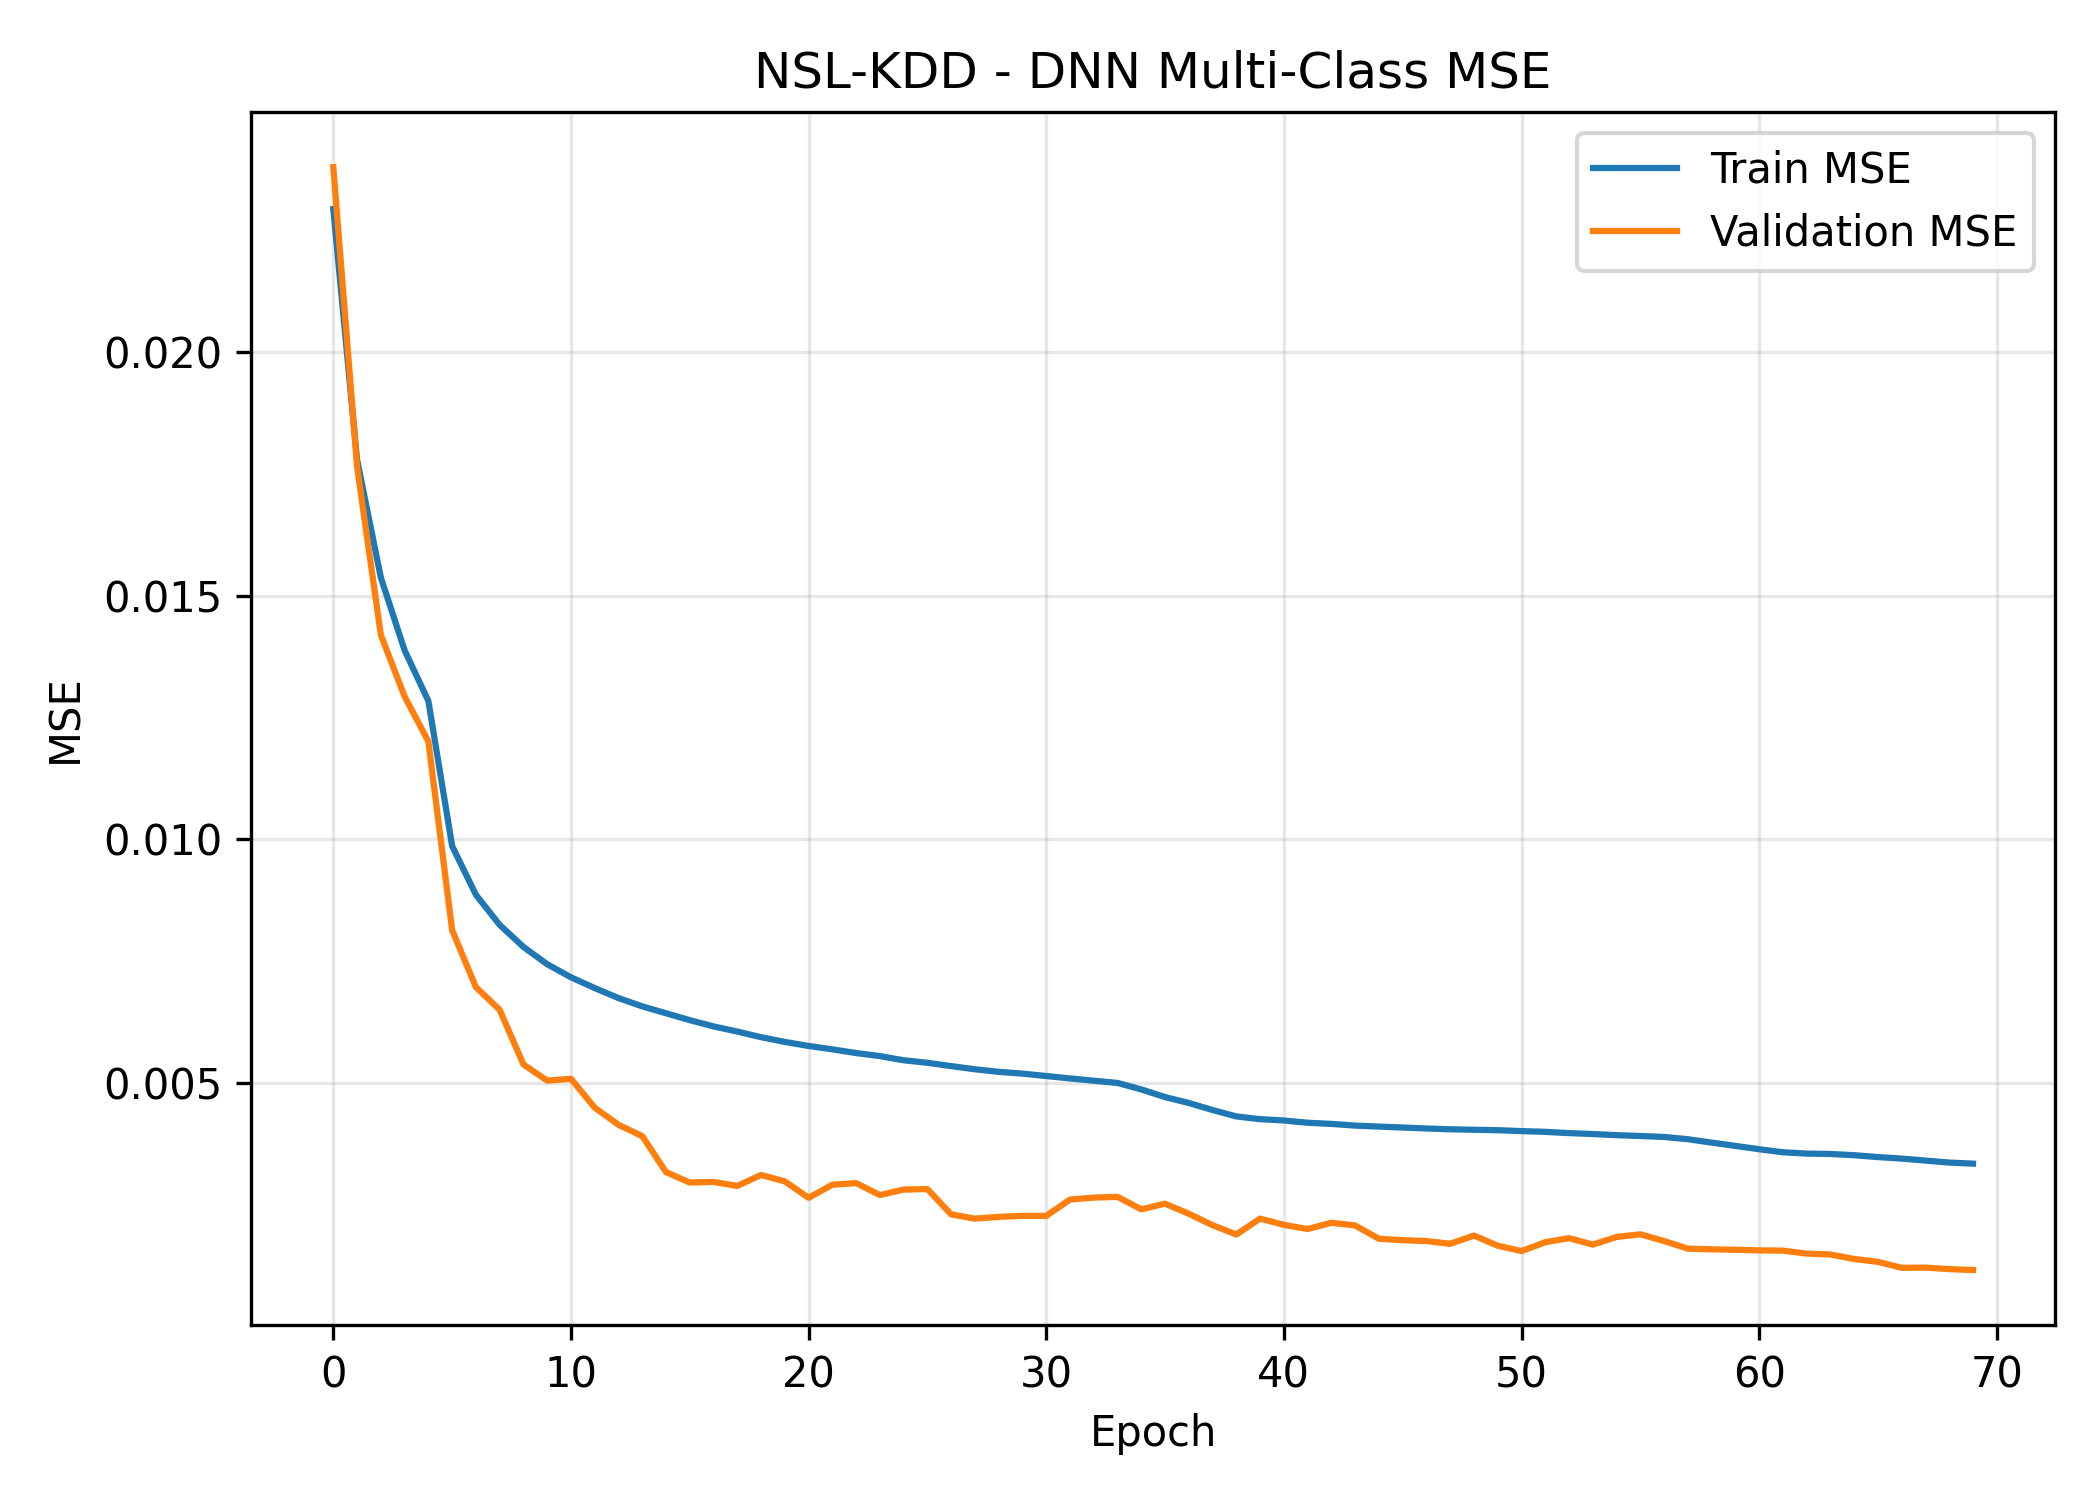 NSL-KDD - DNN Multi-Class MSE
Train MSE
Validation MSE
0.020
0.015
0.010
0.005
MSE
0 10 20 30 40 50 60 70
Epoch